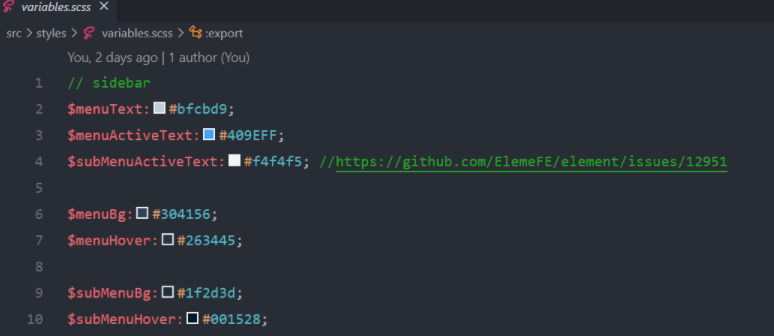 variables.scss ×
src > styles > variables.scss > :export
You, 2 days ago | 1 author (You)
1 // sidebar
2 $menuText:#bfcbd9;
3 $menuActiveText:#409EFF;
4 $subMenuActiveText:#f4f4f5; //https://github.com/ElemeFE/element/issues/12951
5
6 $menuBg:#304156;
7 $menuHover:#263445;
8
9 $subMenuBg:#1f2d3d;
10 $subMenuHover:#001528;